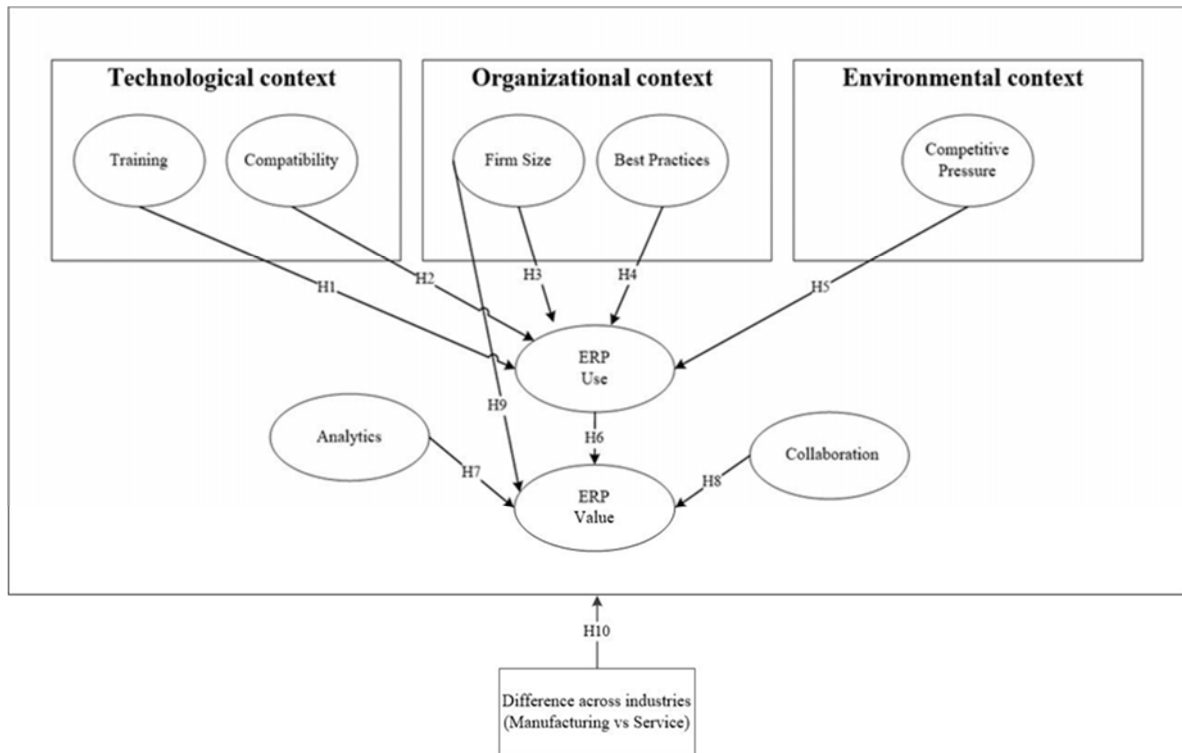 Technological context
Organizational context
Environmental context
Training
Compatibility
Firm Size
Best Practices
Competitive
Pressure
H1
H2
H3
H4
H5
ERP
Use
H9
H6
Analytics
Collaboration
H7
H8
ERP
Value
H10
Difference across industries
(Manufacturing vs Service)